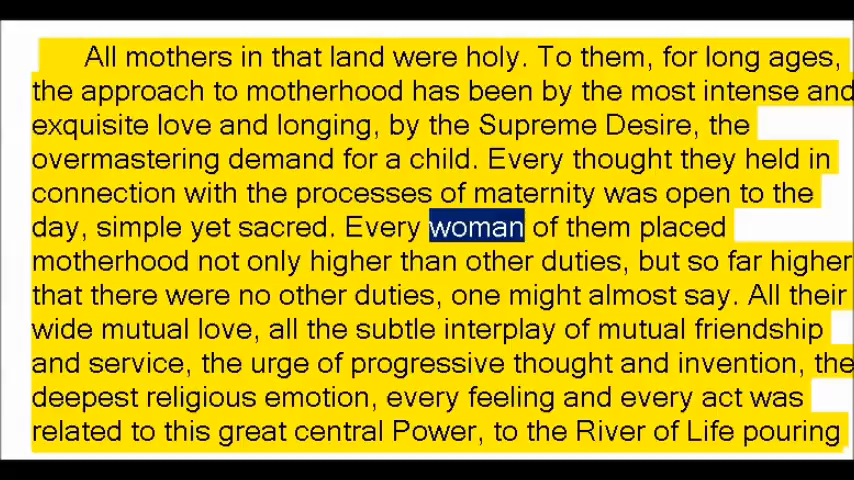 All mothers in that land were holy. To them, for long ages,
the approach to motherhood has been by the most intense and
exquisite love and longing, by the Supreme Desire, the
overmastering demand for a child. Every thought they held in
connection with the processes of maternity was open to the
day, simple yet sacred. Every woman of them placed
motherhood not only higher than other duties, but so far higher
that there were no other duties, one might almost say. All their
wide mutual love, all the subtle interplay of mutual friendship
and service, the urge of progressive thought and invention, the
deepest religious emotion, every feeling and every act was
related to this great central Power, to the River of Life pouring